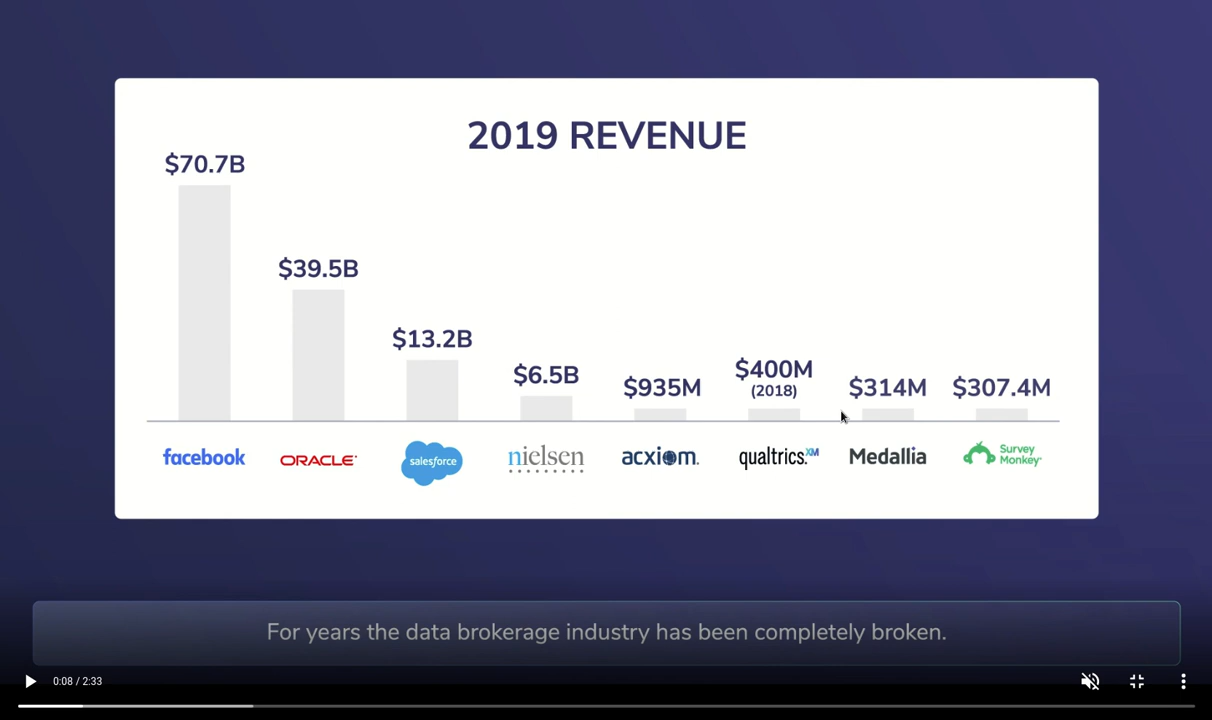 2019 REVENUE
$70.7B
$39.5B
$13.2B
$6.5B
$935M
$400M
(2018)
$314M
$307.4M
facebook
ORACLE
salesforce
nielsen
acxiom.
qualtrics.XM
Medallia
Survey
Monkey
For years the data brokerage industry has been completely broken.
0:08 / 2:33